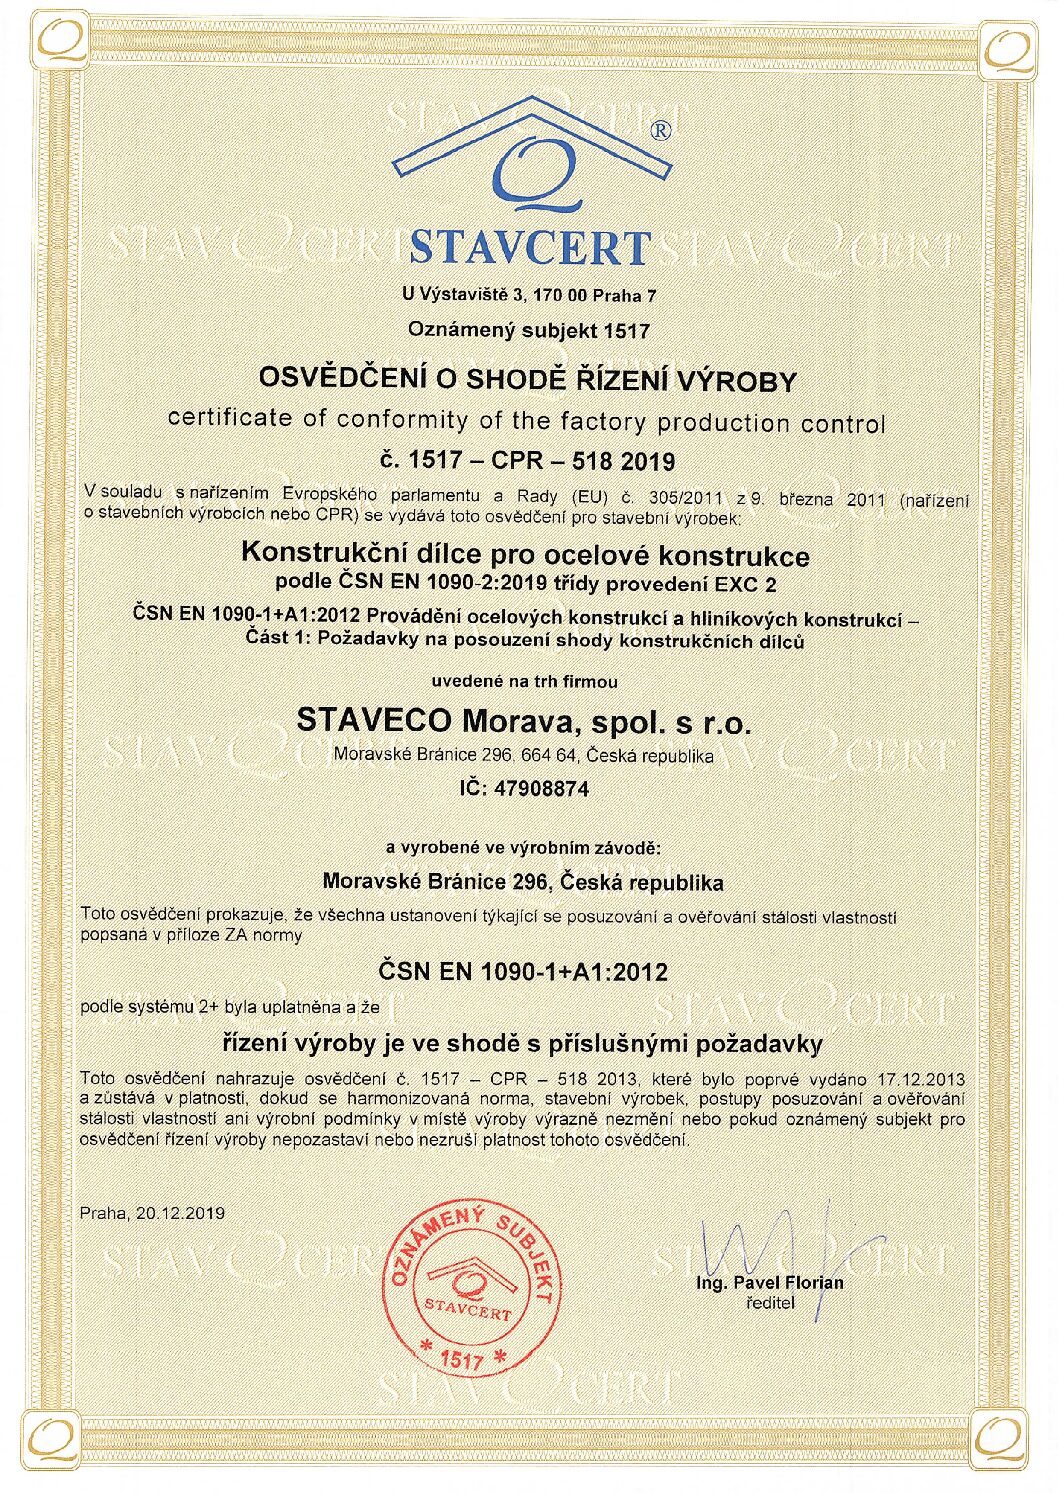 STAVCERT ®
U Výstaviště 3, 170 00 Praha 7
Oznámený subjekt 1517
OSVĚDČENÍ O SHODĚ ŘÍZENÍ VÝROBY
certificate of conformity of the factory production control
č. 1517 – CPR – 518 2019
V souladu s nařízením Evropského parlamentu a Rady (EU) č. 305/2011 z 9. března 2011 (nařízení
o stavebních výrobcích nebo CPR) se vydává toto osvědčení pro stavební výrobek:
Konstrukční dílce pro ocelové konstrukce
podle ČSN EN 1090-2:2019 třídy provedení EXC 2
ČSN EN 1090-1+A1:2012 Provádění ocelových konstrukcí a hliníkových konstrukcí –
Část 1: Požadavky na posouzení shody konstrukčních dílců
uvedené na trh firmou
STAVECO Morava, spol. s r.o.
Moravské Bránice 296, 664 64, Česká republika
IČ: 47908874
a vyrobené ve výrobním závodě:
Moravské Bránice 296, Česká republika
Toto osvědčení prokazuje, že všechna ustanovení týkající se posuzování a ověřování stálosti vlastností
popsaná v příloze ZA normy
ČSN EN 1090-1+A1:2012
podle systému 2+ byla uplatněna a že
řízení výroby je ve shodě s příslušnými požadavky
Toto osvědčení nahrazuje osvědčení č. 1517 – CPR – 518 2013, které bylo poprvé vydáno 17.12.2013
a zůstává v platnosti, dokud se harmonizovaná norma, stavební výrobek, postupy posuzování a ověřování
stálosti vlastností ani výrobní podmínky v místě výroby výrazně nezmění nebo pokud oznámený subjekt pro
osvědčení řízení výroby nepozastaví nebo nezruší platnost tohoto osvědčení.
Praha, 20.12.2019
OZNÁMENÝ SUBJEKT
STAVCERT
* 1517 *
Ing. Pavel Florian
ředitel